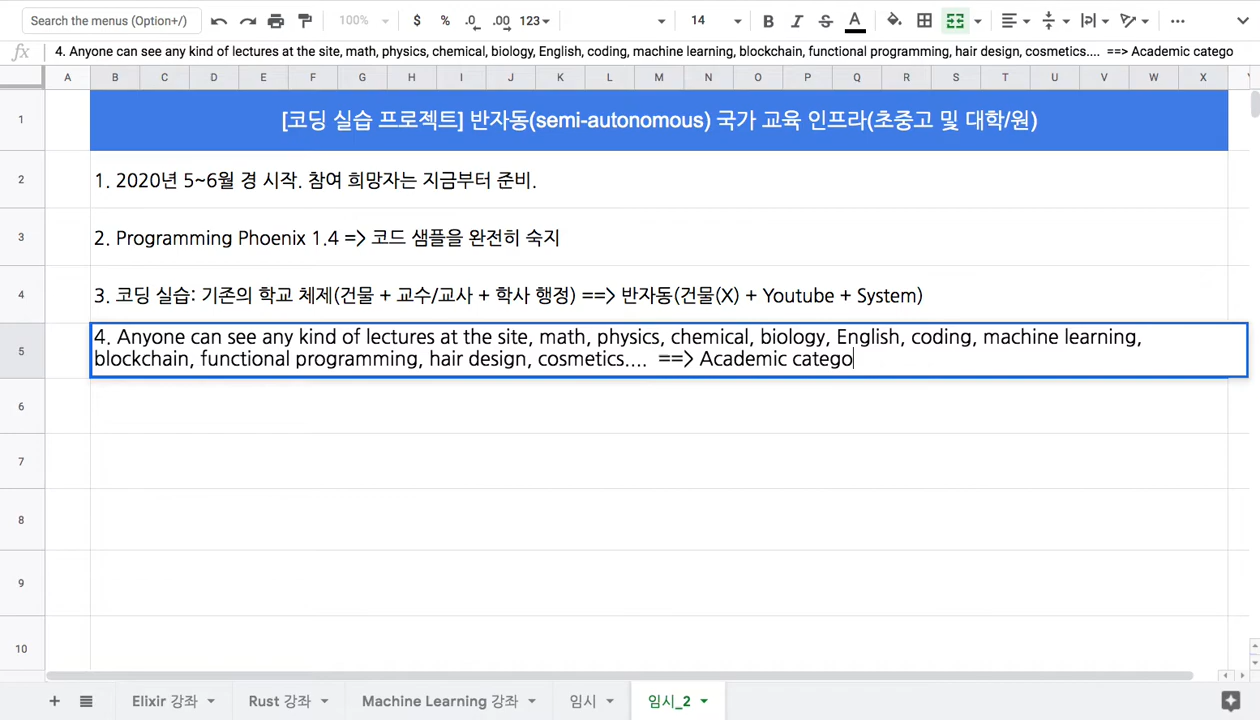 Search the menus (Option+/)
100%
$ % .0 .00 123
14
B I S A
fx 4. Anyone can see any kind of lectures at the site, math, physics, chemical, biology, English, coding, machine learning, blockchain, functional programming, hair design, cosmetics.... ==> Academic catego
A B C D E F G H I J K L M N O P Q R S T U V W X Y
1 [코딩 실습 프로젝트] 반자동(semi-autonomous) 국가 교육 인프라(초중고 및 대학/원)
2 1. 2020년 5~6월 경 시작. 참여 희망자는 지금부터 준비.
3 2. Programming Phoenix 1.4 => 코드 샘플을 완전히 숙지
4 3. 코딩 실습: 기존의 학교 체제(건물 + 교수/교사 + 학사 행정) ==> 반자동(건물(X) + Youtube + System)
5 4. Anyone can see any kind of lectures at the site, math, physics, chemical, biology, English, coding, machine learning,
blockchain, functional programming, hair design, cosmetics.... ==> Academic catego
6
7
8
9
10
Elixir 강좌 Rust 강좌 Machine Learning 강좌 임시 임시_2